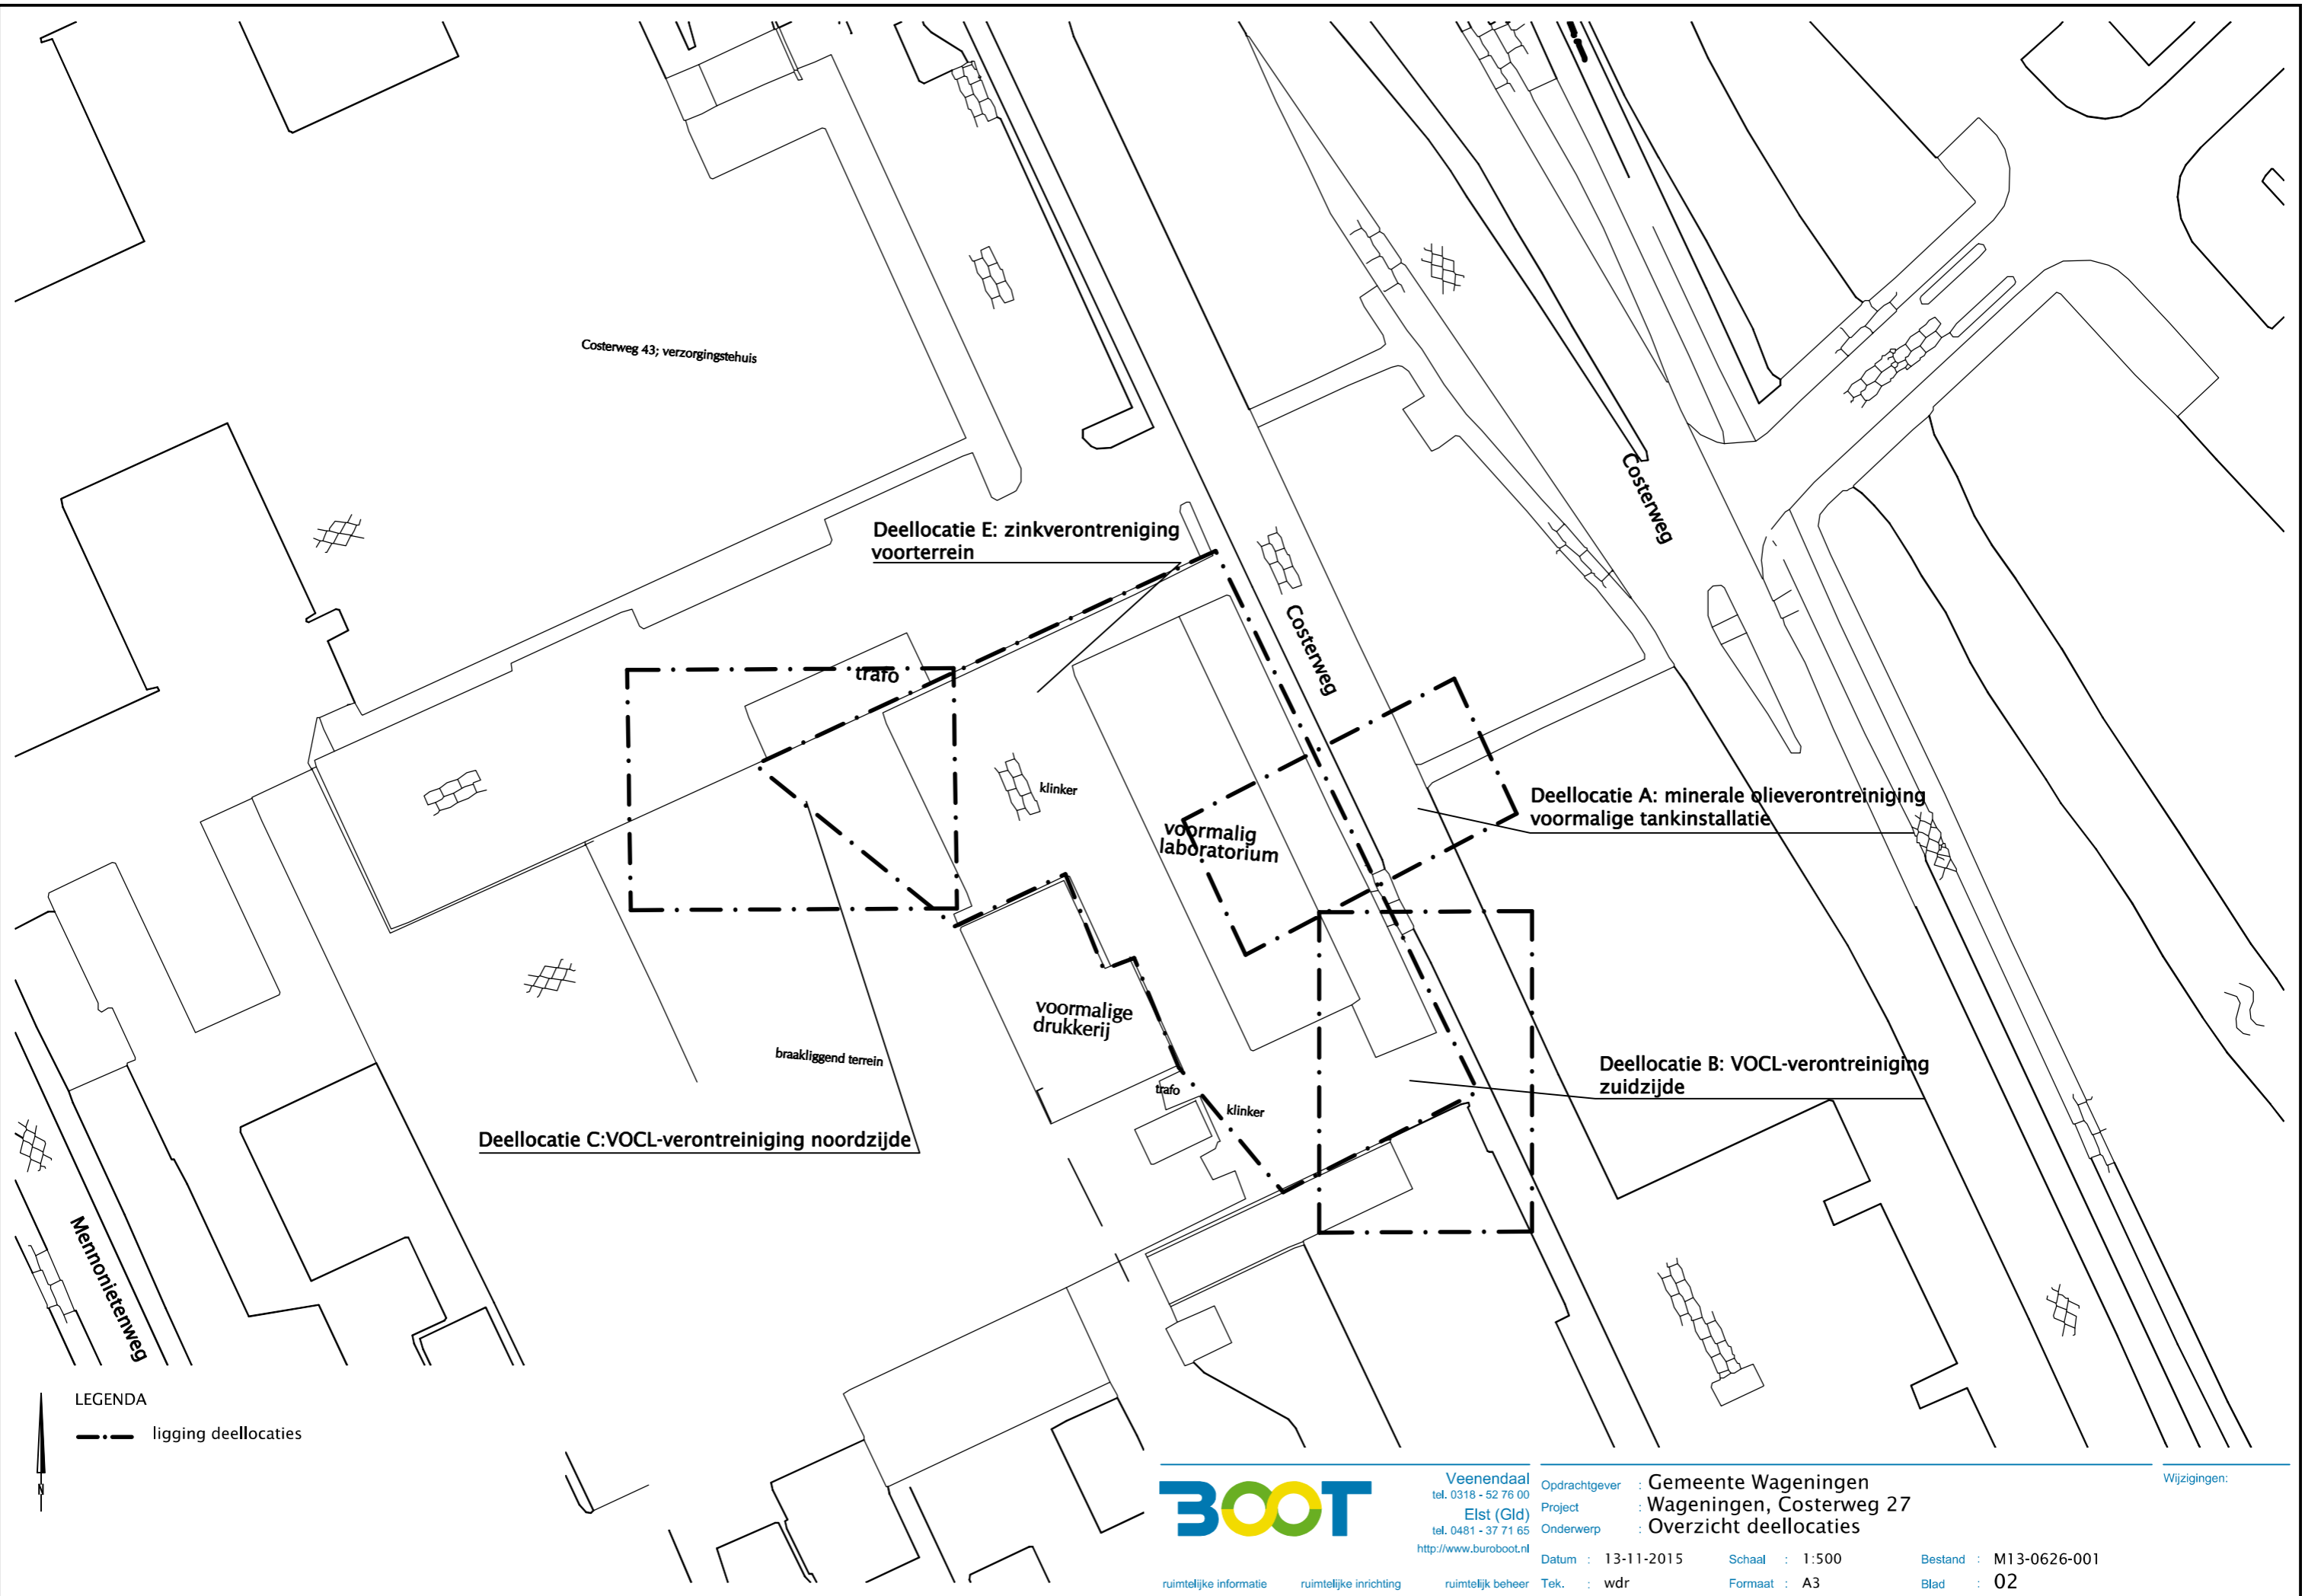 Costerweg 43; verzorgingstehuis
Costerweg
Deellocatie E: zinkverontreniging
voorterrein
Costerweg
trafo
klinker
Deellocatie A: minerale olieverontreiniging
voormalige tankinstallatie
voormalig
laboratorium
voormalige
drukkerij
braakliggend terrein
trafo
klinker
Deellocatie B: VOCL-verontreiniging
zuidzijde
Deellocatie C:VOCL-verontreiniging noordzijde
Mennonietenweg
LEGENDA
ligging deellocaties
N
BOOT
Veenendaal
tel. 0318 - 52 76 00
Elst (Gld)
tel. 0481 - 37 71 65
http://www.buroboot.nl
ruimtelijke informatie ruimtelijke inrichting ruimtelijk beheer
Opdrachtgever : Gemeente Wageningen
Project : Wageningen, Costerweg 27
Onderwerp : Overzicht deellocaties
Datum : 13-11-2015 Schaal : 1:500 Bestand : M13-0626-001
Tek. : wdr Formaat : A3 Blad : 02
Wijzigingen: